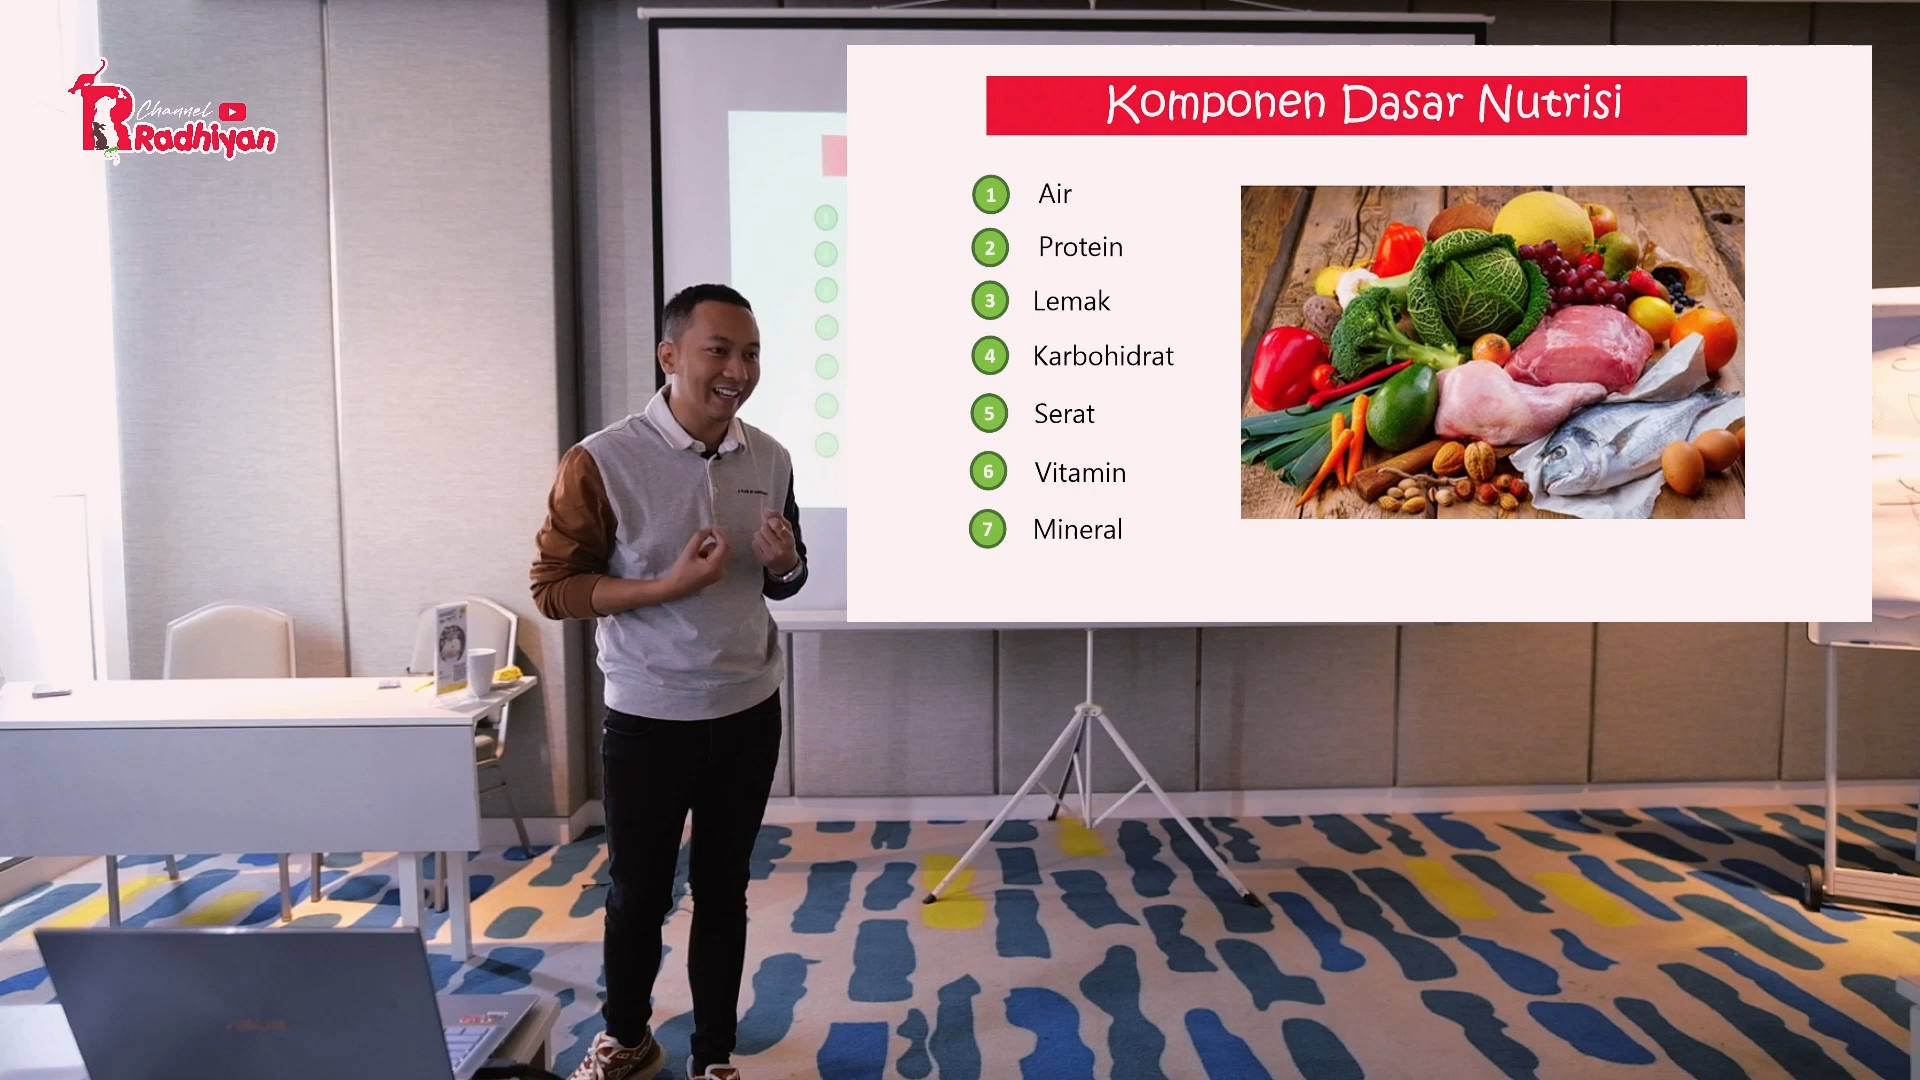 Channel
Radhiyan
Komponen Dasar Nutrisi
1 Air
2 Protein
3 Lemak
4 Karbohidrat
5 Serat
6 Vitamin
7 Mineral
ASUS